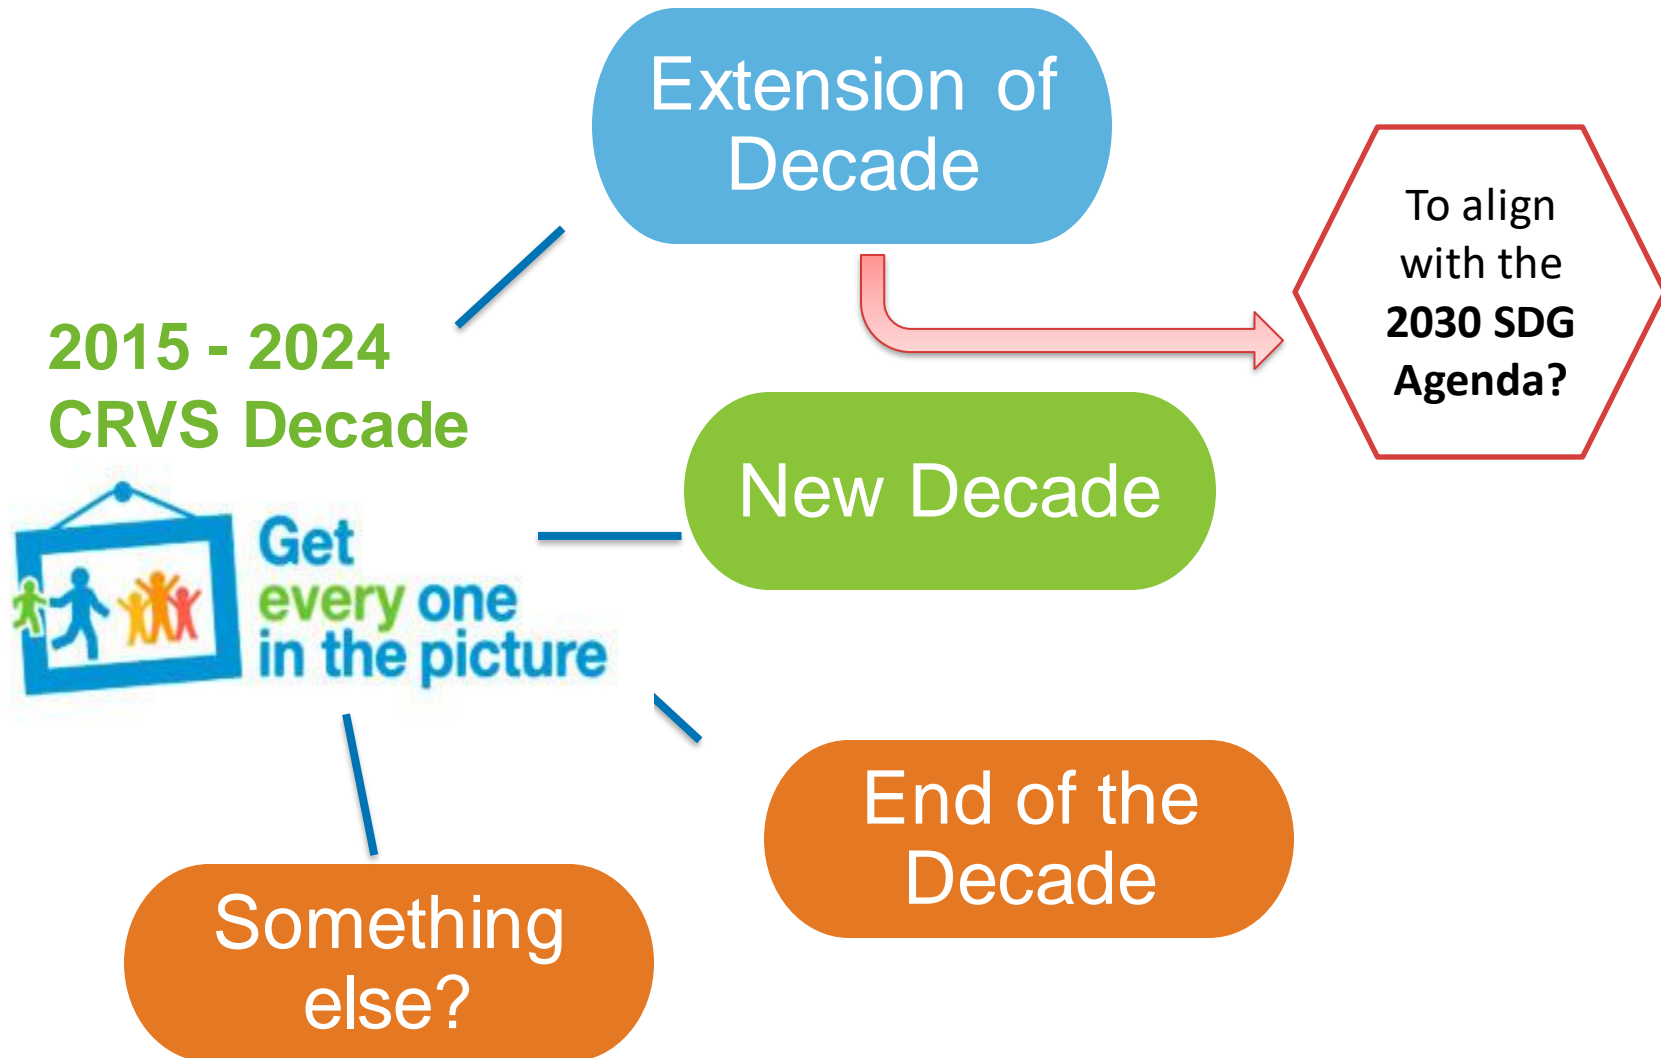 Extension of
Decade
To align
with the
2030 SDG
Agenda?
2015 - 2024
CRVS Decade
New Decade
Get
every one
in the picture
End of the
Decade
Something
else?